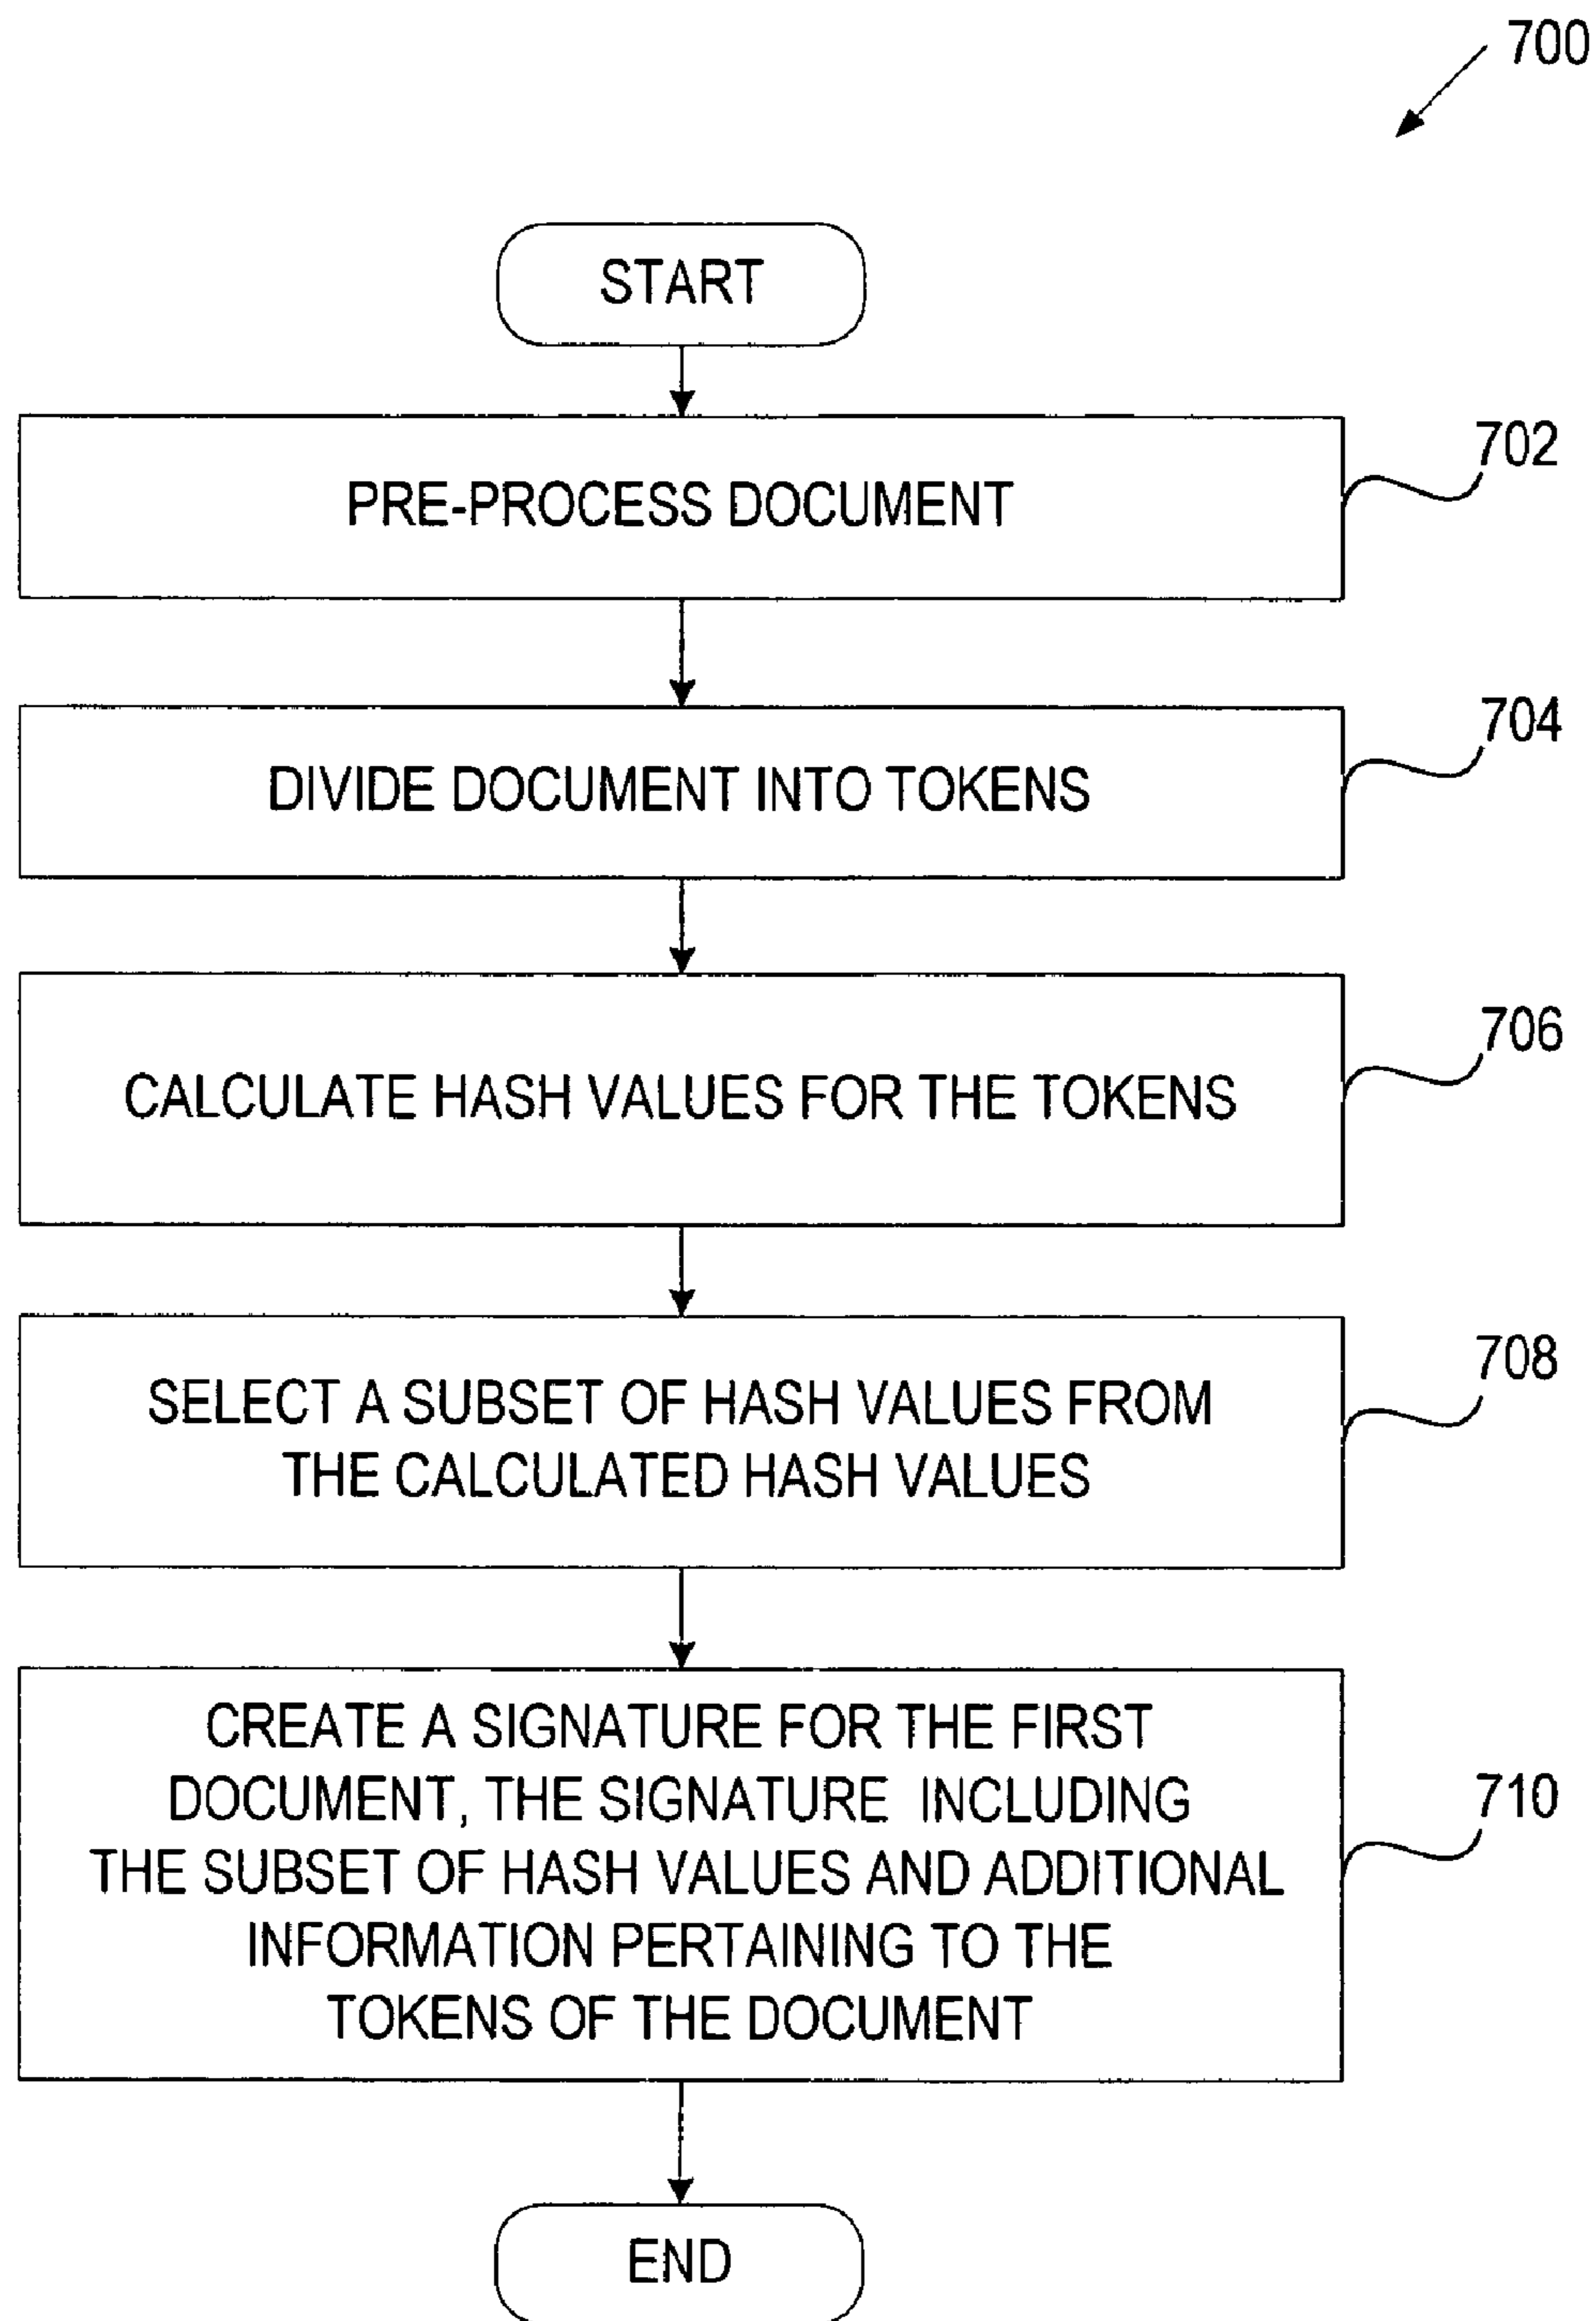 700
START
702
PRE-PROCESS DOCUMENT
704
DIVIDE DOCUMENT INTO TOKENS
706
CALCULATE HASH VALUES FOR THE TOKENS
708
SELECT A SUBSET OF HASH VALUES FROM
THE CALCULATED HASH VALUES
CREATE A SIGNATURE FOR THE FIRST
DOCUMENT, THE SIGNATURE INCLUDING
710
THE SUBSET OF HASH VALUES AND ADDITIONAL
INFORMATION PERTAINING TO THE
TOKENS OF THE DOCUMENT
END